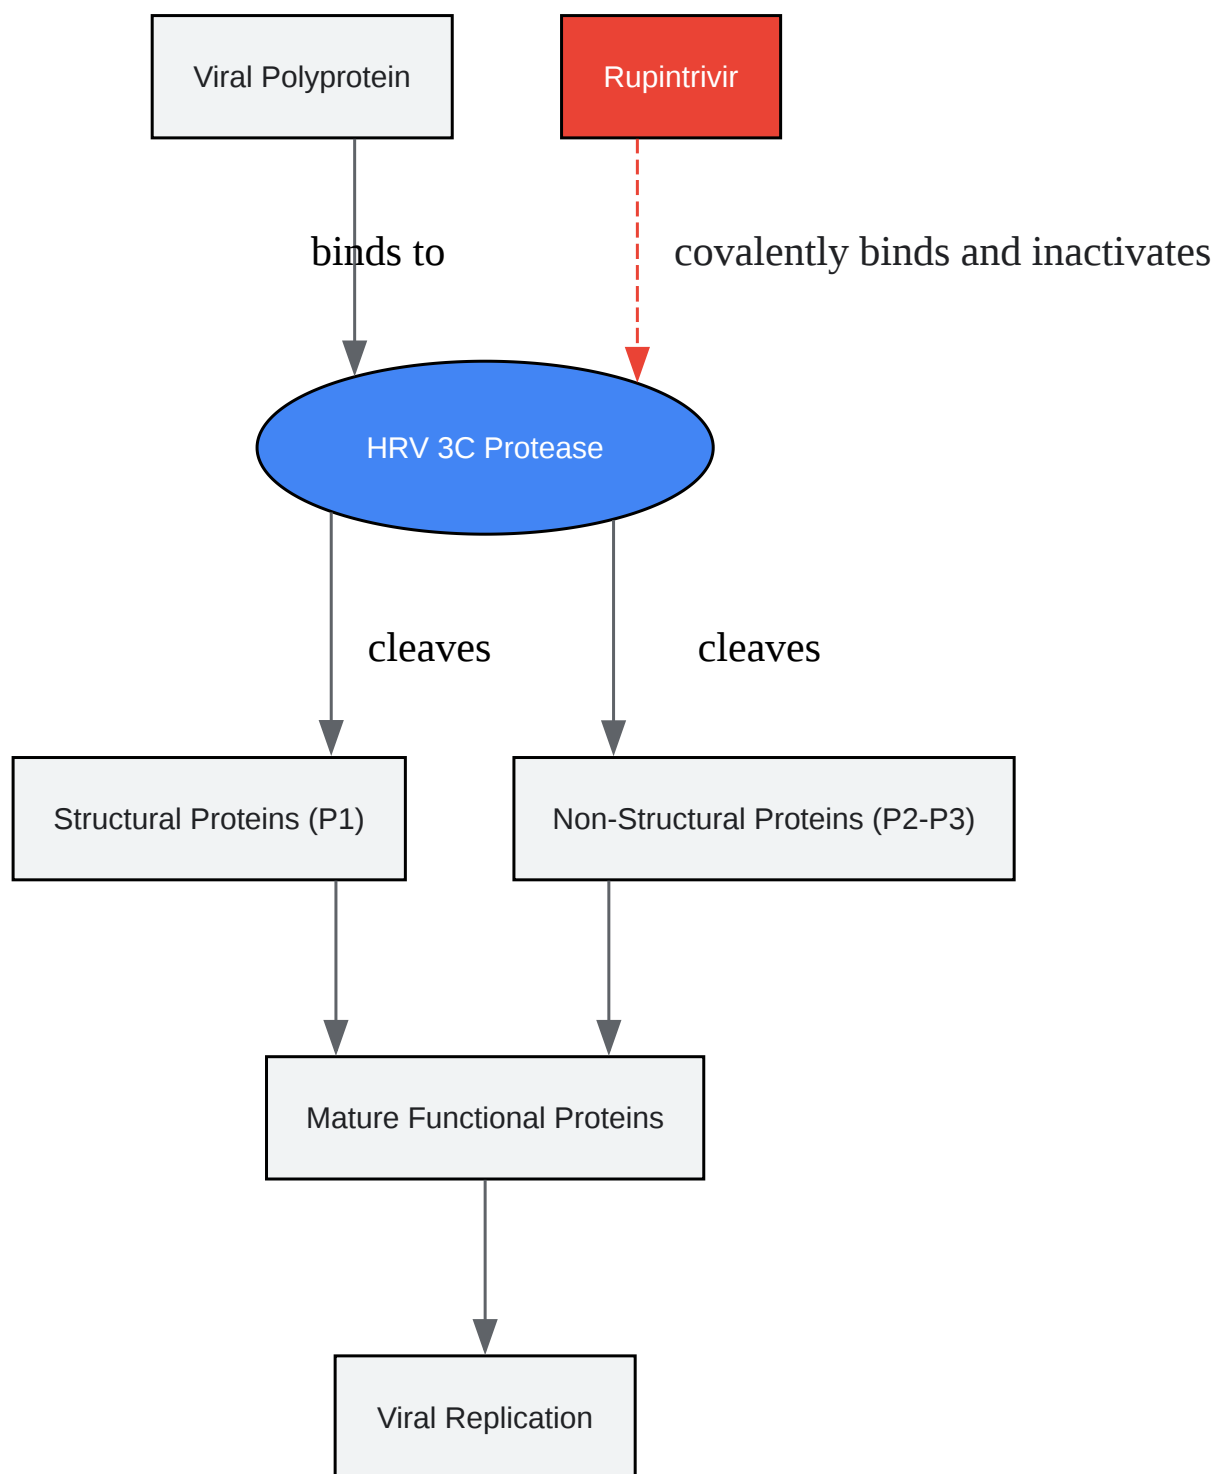 Viral Polyprotein
Rupintrivir
binds to
covalently binds and inactivates
HRV 3C Protease
cleaves
cleaves
Structural Proteins (P1)
Non-Structural Proteins (P2-P3)
Mature Functional Proteins
Viral Replication